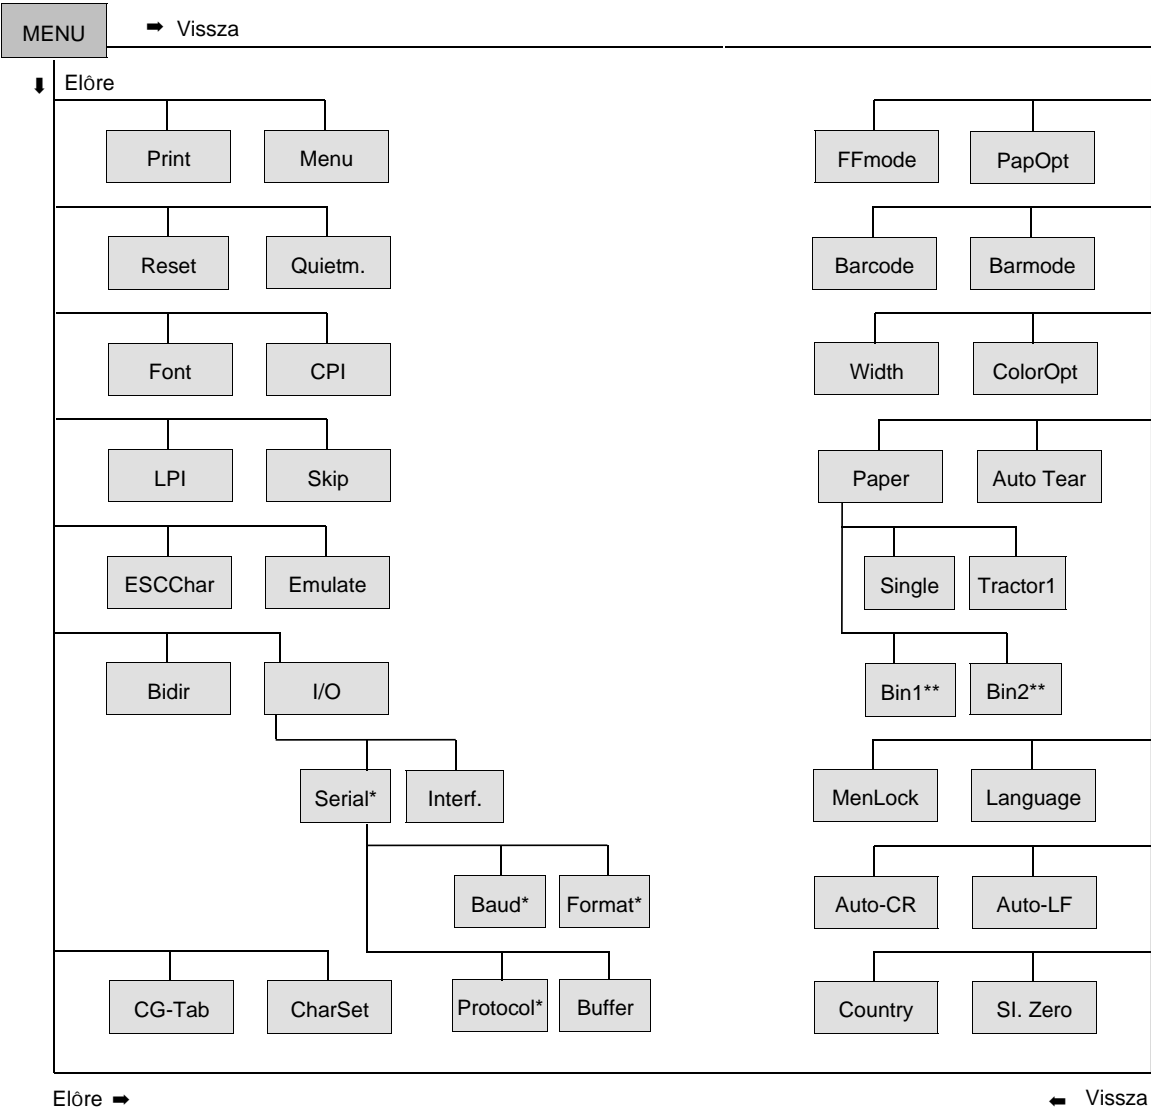 MENU
➡ Vissza
⬇ Elôre
Print
Menu
FFmode
PapOpt
Reset
Quietm.
Barcode
Barmode
Font
CPI
Width
ColorOpt
LPI
Skip
Paper
Auto Tear
ESCChar
Emulate
Single
Tractor1
Bidir
I/O
Bin1**
Bin2**
Serial*
Interf.
MenLock
Language
Baud*
Format*
Auto-CR
Auto-LF
CG-Tab
CharSet
Protocol*
Buffer
Country
SI. Zero
Elôre ➡
⬅ Vissza